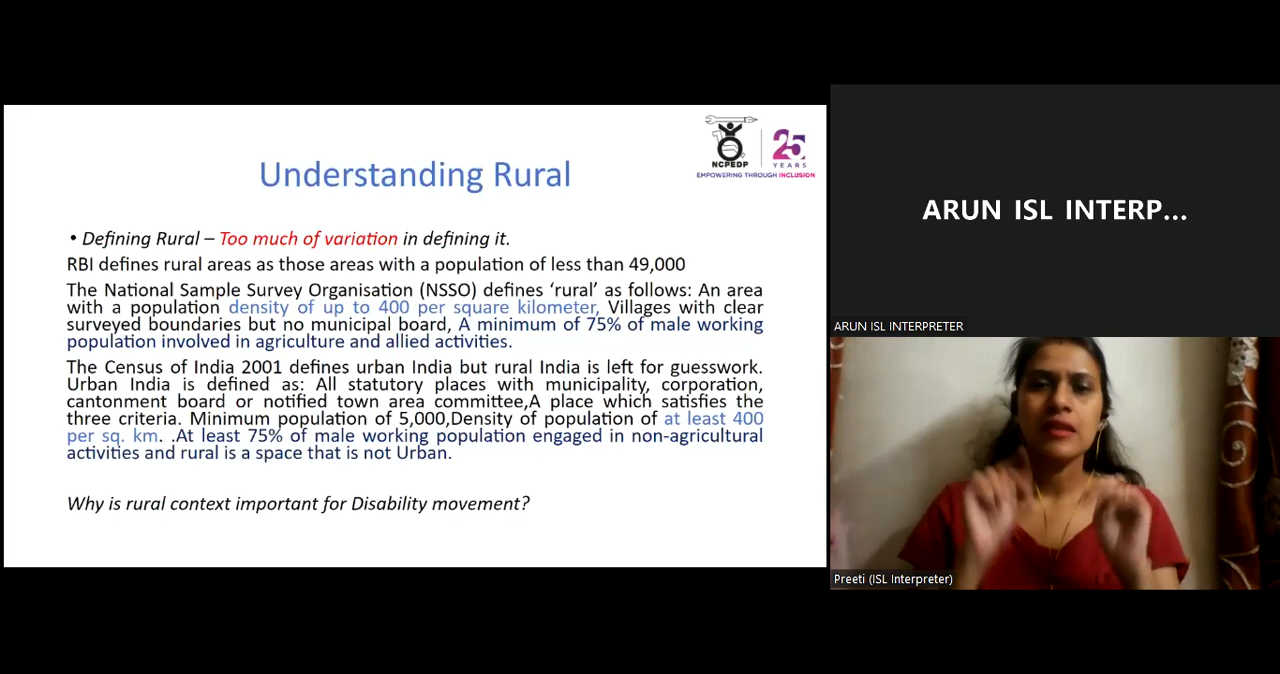 NCPEDP
25
YEARS
EMPOWERING THROUGH INCLUSION
Understanding Rural
• Defining Rural – Too much of variation in defining it.
RBI defines rural areas as those areas with a population of less than 49,000
The National Sample Survey Organisation (NSSO) defines ‘rural’ as follows: An area
with a population density of up to 400 per square kilometer, Villages with clear
surveyed boundaries but no municipal board, A minimum of 75% of male working
population involved in agriculture and allied activities.
The Census of India 2001 defines urban India but rural India is left for guesswork.
Urban India is defined as: All statutory places with municipality, corporation,
cantonment board or notified town area committee,A place which satisfies the
three criteria. Minimum population of 5,000,Density of population of at least 400
per sq. km. .At least 75% of male working population engaged in non-agricultural
activities and rural is a space that is not Urban.
Why is rural context important for Disability movement?
ARUN ISL INTERP...
ARUN ISL INTERPRETER
Preeti (ISL Interpreter)